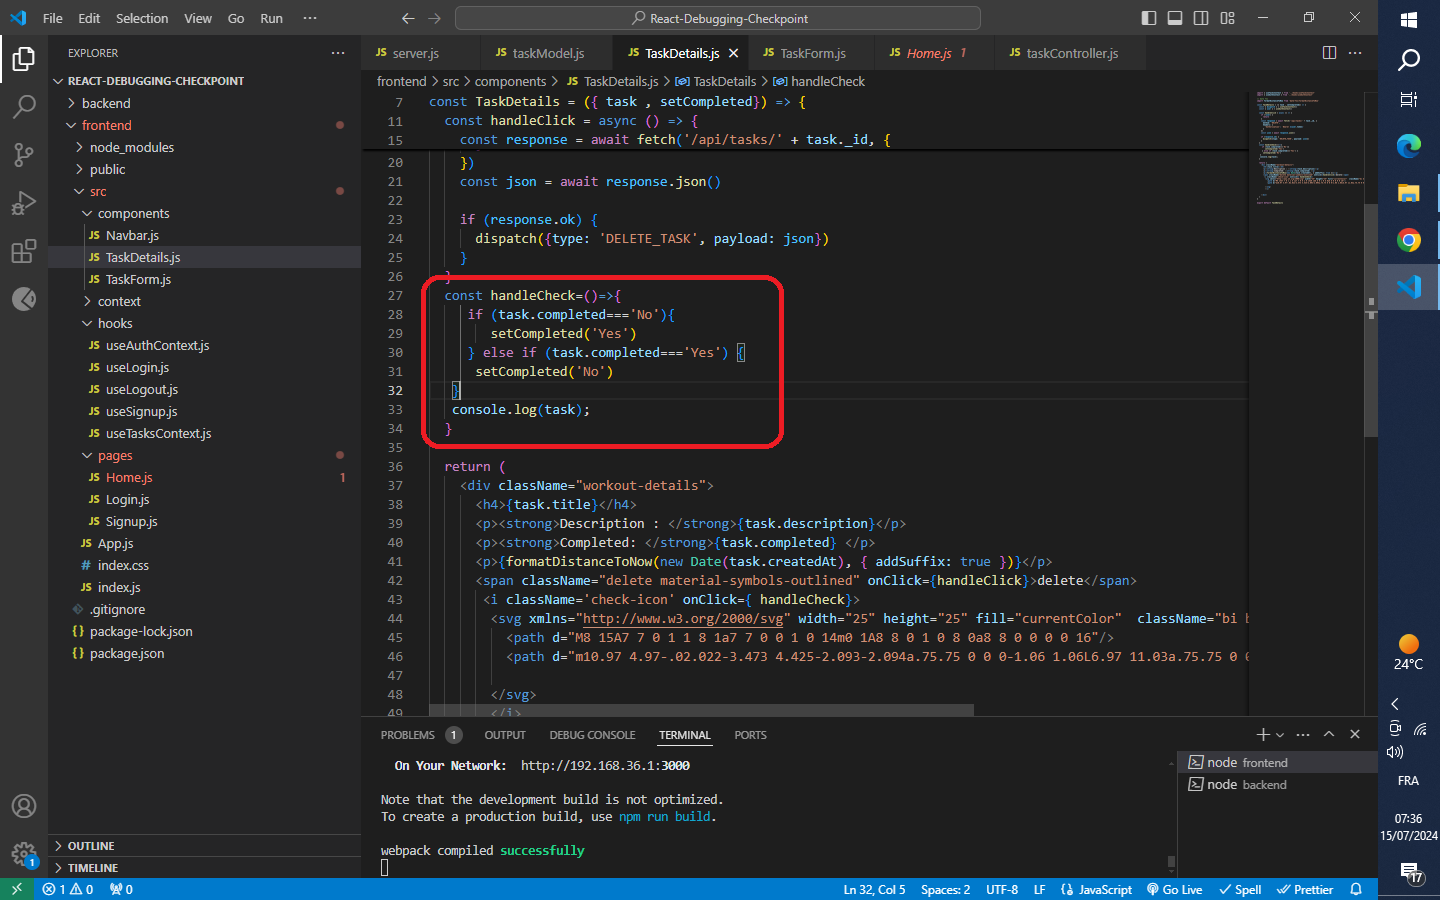 File Edit Selection View Go Run ··· React-Debugging-Checkpoint
EXPLORER ···
REACT-DEBUGGING-CHECKPOINT
backend
frontend
node_modules
public
src
components
JS Navbar.js
JS TaskDetails.js
JS TaskForm.js
context
hooks
JS useAuthContext.js
JS useLogin.js
JS useLogout.js
JS useSignup.js
JS useTasksContext.js
pages
JS Home.js 1
JS Login.js
JS Signup.js
JS App.js
# index.css
JS index.js
.gitignore
{} package-lock.json
{} package.json
OUTLINE
TIMELINE
1
JS server.js JS taskModel.js JS TaskDetails.js JS TaskForm.js JS Home.js 1 JS taskController.js ···
frontend > src > components > JS TaskDetails.js > TaskDetails > handleCheck
7 const TaskDetails = ({ task , setCompleted}) => {
11 const handleClick = async () => {
15 const response = await fetch('/api/tasks/' + task._id, {
20 })
21 const json = await response.json()
22
23 if (response.ok) {
24 dispatch({type: 'DELETE_TASK', payload: json})
25 }
26 }
27 const handleCheck=()=>{
28 if (task.completed==='No'){
29 setCompleted('Yes')
30 } else if (task.completed==='Yes') {
31 setCompleted('No')
32 }
33 console.log(task);
34 }
35
36 return (
37 <div className="workout-details">
38 <h4>{task.title}</h4>
39 <p><strong>Description : </strong>{task.description}</p>
40 <p><strong>Completed: </strong>{task.completed} </p>
41 <p>{formatDistanceToNow(new Date(task.createdAt), { addSuffix: true })}</p>
42 <span className="delete material-symbols-outlined" onClick={handleClick}>delete</span>
43 <i className='check-icon' onClick={ handleCheck}>
44 <svg xmlns="http://www.w3.org/2000/svg" width="25" height="25" fill="currentColor" className="bi b
45 <path d="M8 15A7 7 0 1 1 8 1a7 7 0 0 1 0 14m0 1A8 8 0 1 0 8 0a8 8 0 0 0 0 16"/>
46 <path d="m10.97 4.97-.02.022-3.473 4.425-2.093-2.094a.75.75 0 0 0-1.06 1.06L6.97 11.03a.75.75 0 0
47
48 </svg>
49 </i>
PROBLEMS 1 OUTPUT DEBUG CONSOLE TERMINAL PORTS
On Your Network: http://192.168.36.1:3000
Note that the development build is not optimized.
To create a production build, use npm run build.
webpack compiled successfully
node frontend
node backend
1 0 0 Ln 32, Col 5 Spaces: 2 UTF-8 LF {} JavaScript Go Live Spell Prettier
24°C
FRA
07:36
15/07/2024
17